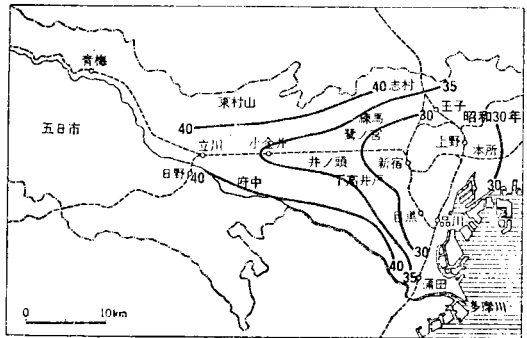 青梅
40
志村
35
東村山
練馬
30
王子
昭和30年
40
鷺ノ宮
上野
五日市
立川
小金井
井ノ頭
新宿
本所
日野
40
府中
下高井戸
30
目黒
品川
30
40
35
蒲田
多摩川
0
10km